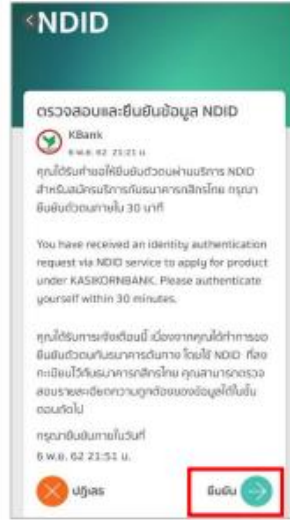 NDID
ตรวจสอบและยืนยันข้อมูล NDID
KBank
6 พ.ย. 62 21:21 น.
คุณได้รับคำขอให้ยืนยันตัวตนผ่านบริการ NDID
สำหรับสมัครบริการกับธนาคารกสิกรไทย กรุณา
ยืนยันตัวตนภายใน 30 นาที
You have received an identity authentication
request via NDID service to apply for product
under KASIKORNBANK. Please authenticate
yourself within 30 minutes.
คุณได้รับการแจ้งเตือนนี้ เนื่องจากคุณได้ทำการขอ
ยืนยันตัวตนกับธนาคารต้นทาง โดยใช้ NDID ที่ลง
ทะเบียนไว้กับธนาคารกสิกรไทย คุณสามารถตรวจ
สอบรายละเอียดความถูกต้องของข้อมูลได้ในขั้น
ตอนถัดไป
กรุณายืนยันภายในวันที่
6 พ.ย. 62 21:51 น.
ปฏิเสธ
ยืนยัน